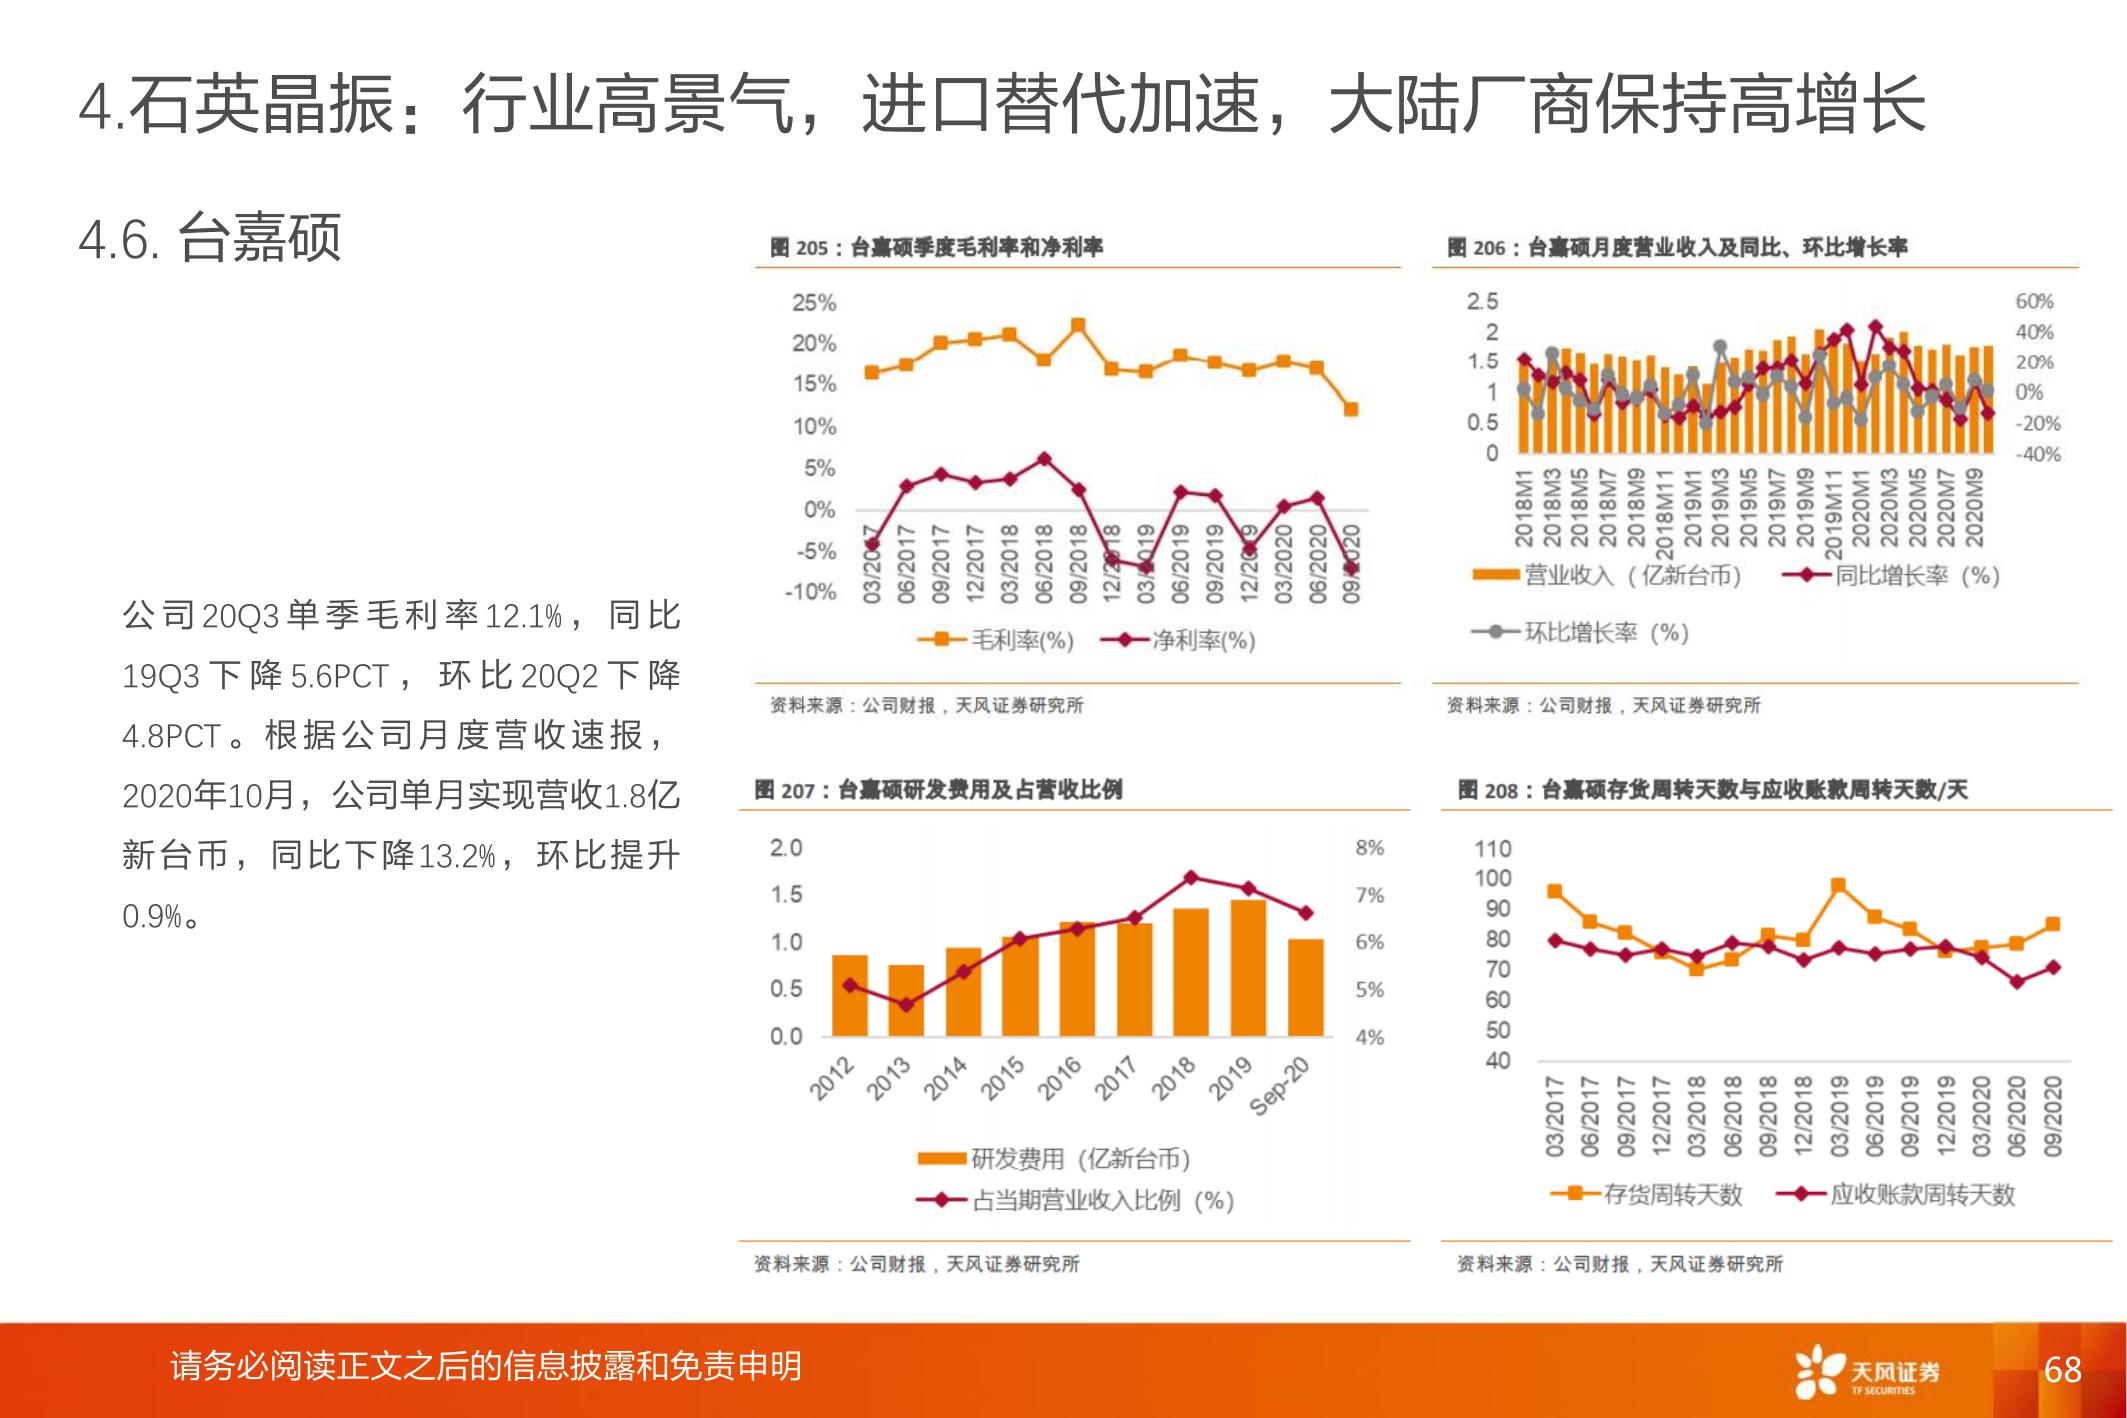 4.石英晶振：行业高景气，进口替代加速，大陆厂商保持高增长
4.6. 台嘉硕
公司20Q3单季毛利率12.1%，同比
19Q3下降5.6PCT，环比20Q2下降
4.8PCT。根据公司月度营收速报，
2020年10月，公司单月实现营收1.8亿
新台币，同比下降13.2%，环比提升
0.9%。
图 205：台嘉硕季度毛利率和净利率
25%
20%
15%
10%
5%
0%
-5%
-10%
03/2017
06/2017
09/2017
12/2017
03/2018
06/2018
09/2018
12/2018
03/2019
06/2019
09/2019
12/2019
03/2020
06/2020
09/2020
毛利率(%)
净利率(%)
资料来源：公司财报，天风证券研究所
图 206：台嘉硕月度营业收入及同比、环比增长率
2.5
2
1.5
1
0.5
0
60%
40%
20%
0%
-20%
-40%
2018M1
2018M3
2018M5
2018M7
2018M9
2018M11
2019M1
2019M3
2019M5
2019M7
2019M9
2019M11
2020M1
2020M3
2020M5
2020M7
2020M9
营业收入（亿新台币）
同比增长率（%）
环比增长率（%）
资料来源：公司财报，天风证券研究所
图 207：台嘉硕研发费用及占营收比例
2.0
1.5
1.0
0.5
0.0
8%
7%
6%
5%
4%
2012
2013
2014
2015
2016
2017
2018
2019
Sep-20
研发费用（亿新台币）
占当期营业收入比例（%）
资料来源：公司财报，天风证券研究所
图 208：台嘉硕存货周转天数与应收账款周转天数/天
110
100
90
80
70
60
50
40
03/2017
06/2017
09/2017
12/2017
03/2018
06/2018
09/2018
12/2018
03/2019
06/2019
09/2019
12/2019
03/2020
06/2020
09/2020
存货周转天数
应收账款周转天数
资料来源：公司财报，天风证券研究所
请务必阅读正文之后的信息披露和免责申明
天风证券
TF SECURITIES
68